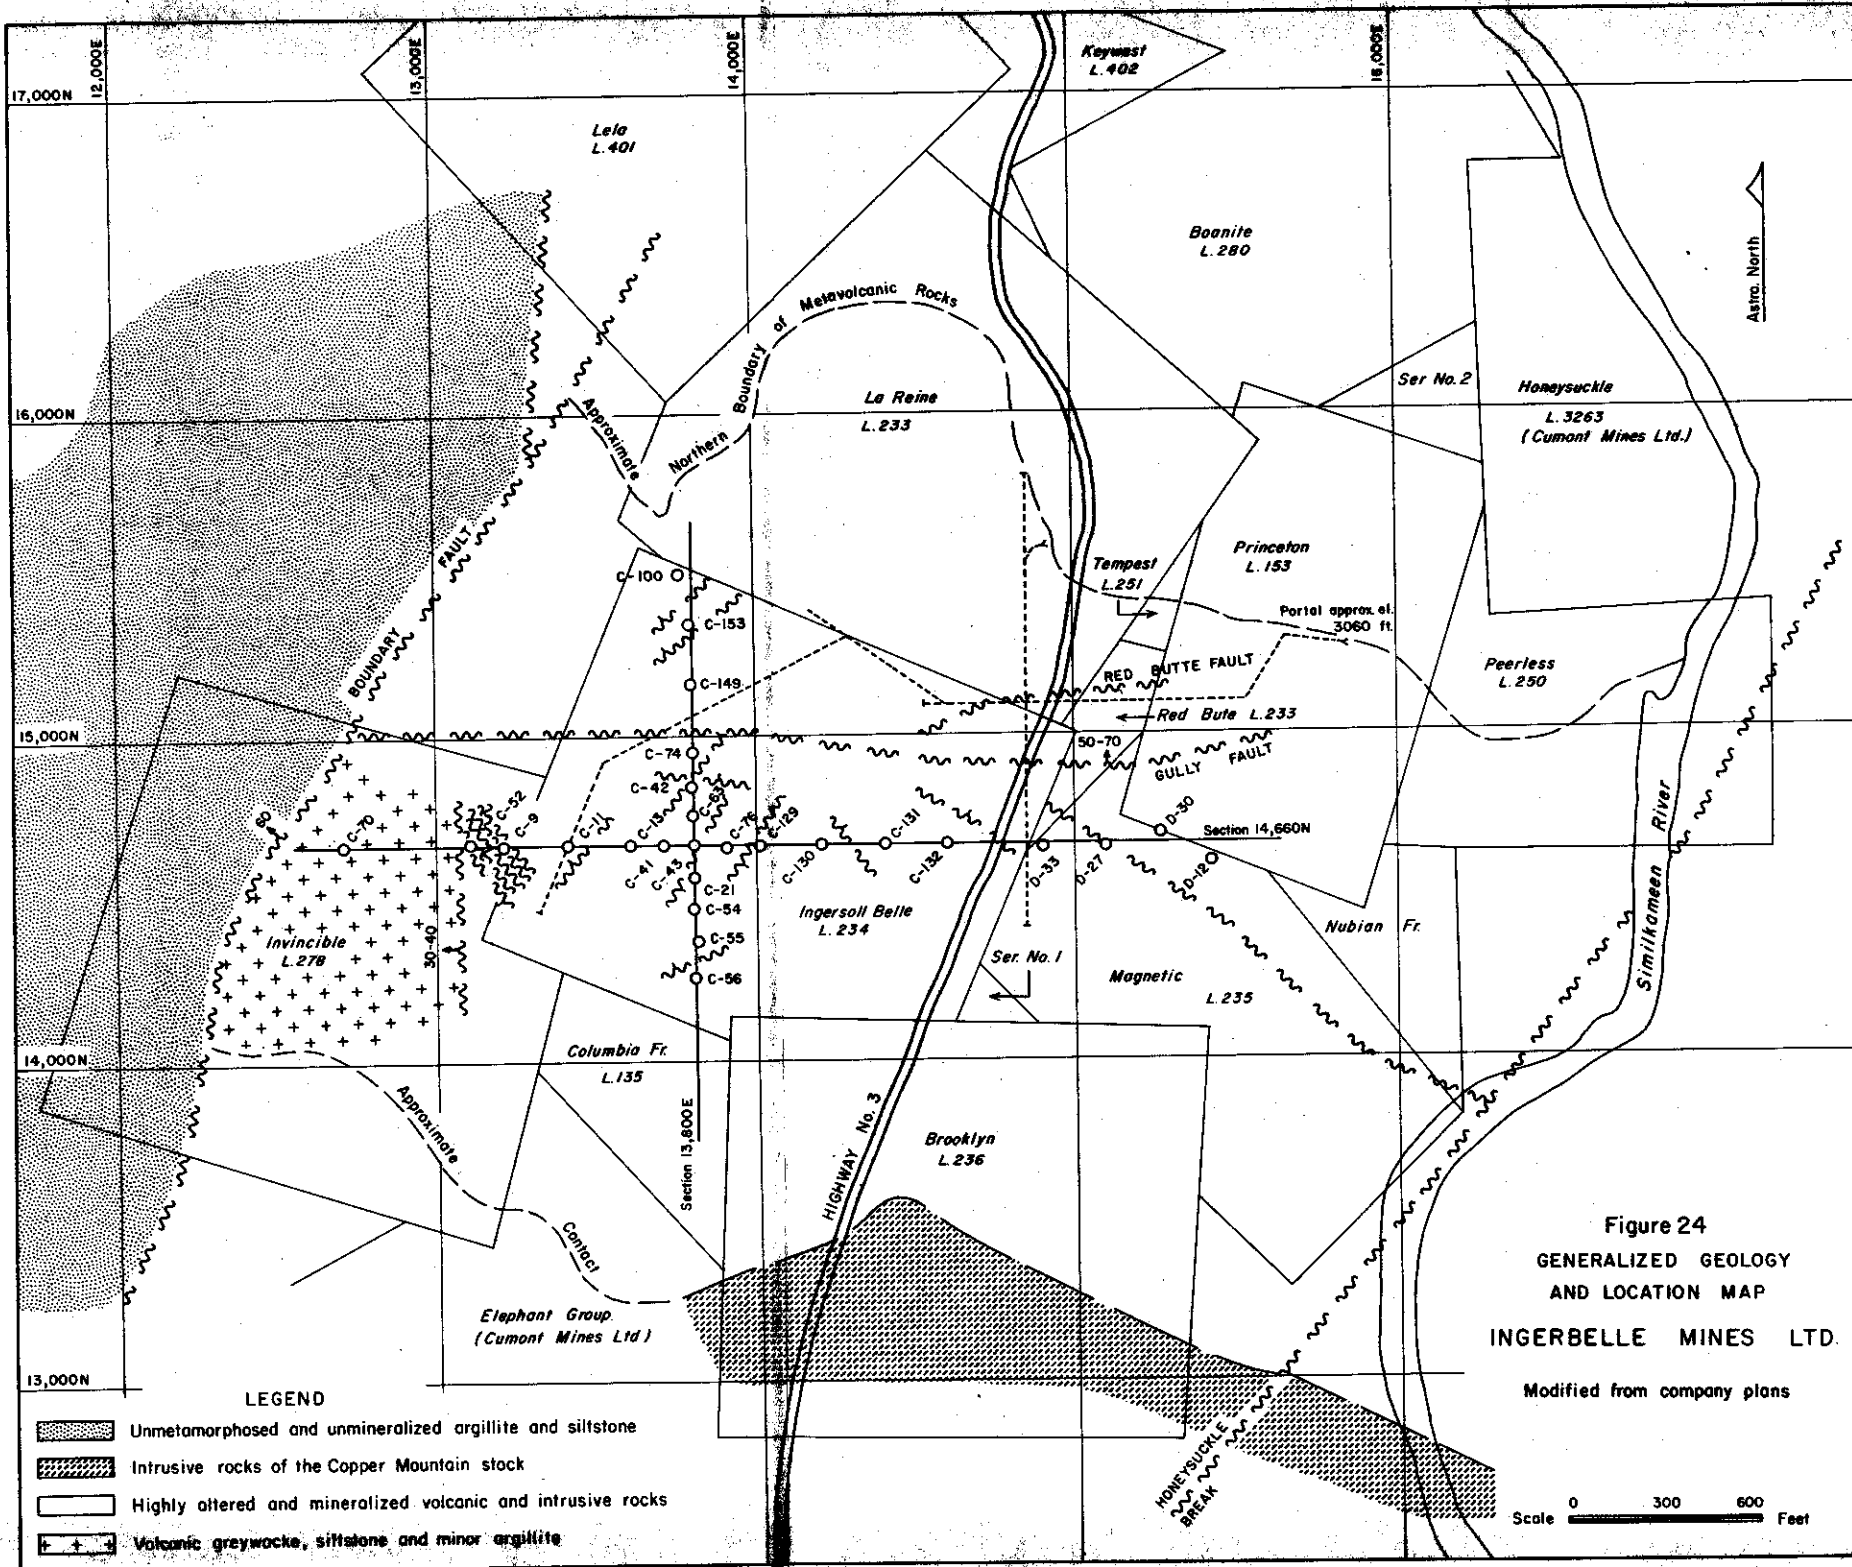 12,000E
13,000E
14,000E
16,000E
17,000N
Keywest
L.402
Lela
L.401
Boanite
L.280
Astro. North
Approximate Northern Boundary of Metavolcanic Rocks
16,000N
La Reine
L.233
Ser No.2
Honeysuckle
L.3263
(Cumont Mines Ltd.)
BOUNDARY FAULT
C-100
C-153
C-149
Tempest
L.251
Princeton
L.153
Portal approx. el.
3060 ft.
RED BUTTE FAULT
Peerless
L.250
Red Bute L.233
15,000N
50-70
GULLY FAULT
C-74
C-42
C-63
60
C-70
C-52
C-9
C-11
C-13
C-41
C-43
C-76
C-129
C-130
C-131
C-132
D-33
D-27
D-30
D-120
Section 14,660N
C-21
C-54
C-55
C-56
Invincible
L.278
30-40
Ingersoll Belle
L.234
Ser. No.1
Magnetic
L.235
Nubian Fr.
Similkameen River
14,000N
Columbia Fr.
L.135
Approximate Contact
Section 13,800E
HIGHWAY No. 3
Brooklyn
L.236
Elephant Group
(Cumont Mines Ltd)
13,000N
HONEYSUCKLE
BREAK
Figure 24
GENERALIZED GEOLOGY
AND LOCATION MAP
INGERBELLE MINES LTD.
Modified from company plans
Scale 0 300 600 Feet
LEGEND
Unmetamorphosed and unmineralized argillite and siltstone
Intrusive rocks of the Copper Mountain stock
Highly altered and mineralized volcanic and intrusive rocks
Volcanic greywacke, siltstone and minor argillite